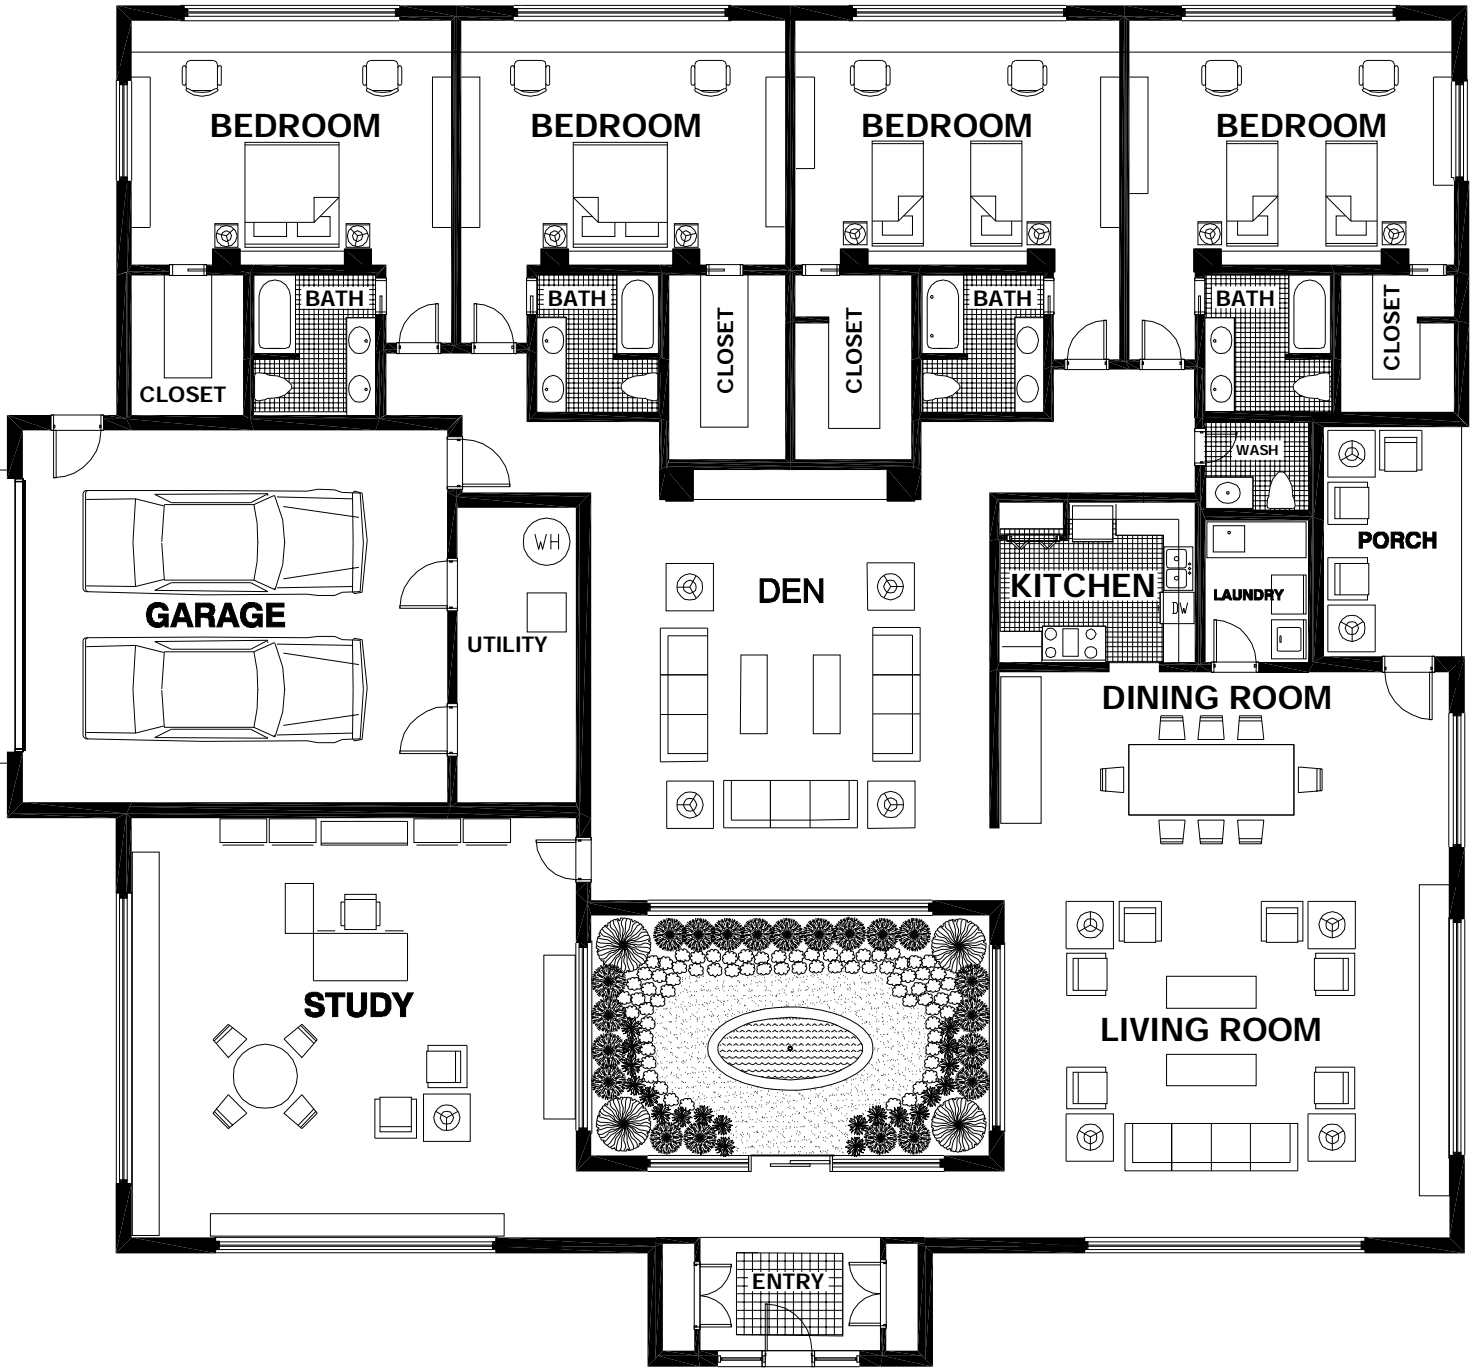 BEDROOM
BEDROOM
BEDROOM
BEDROOM
BATH
BATH
BATH
BATH
CLOSET
CLOSET
CLOSET
CLOSET
WASH
PORCH
WH
DEN
KITCHEN
LAUNDRY
DW
GARAGE
UTILITY
DINING ROOM
STUDY
LIVING ROOM
ENTRY